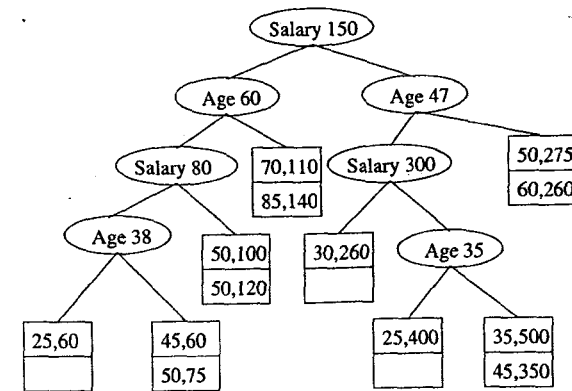 Salary 150
Age 60
Age 47
Salary 80
70,110
85,140
Salary 300
50,275
60,260
Age 38
50,100
50,120
30,260
Age 35
25,60
45,60
50,75
25,400
35,500
45,350